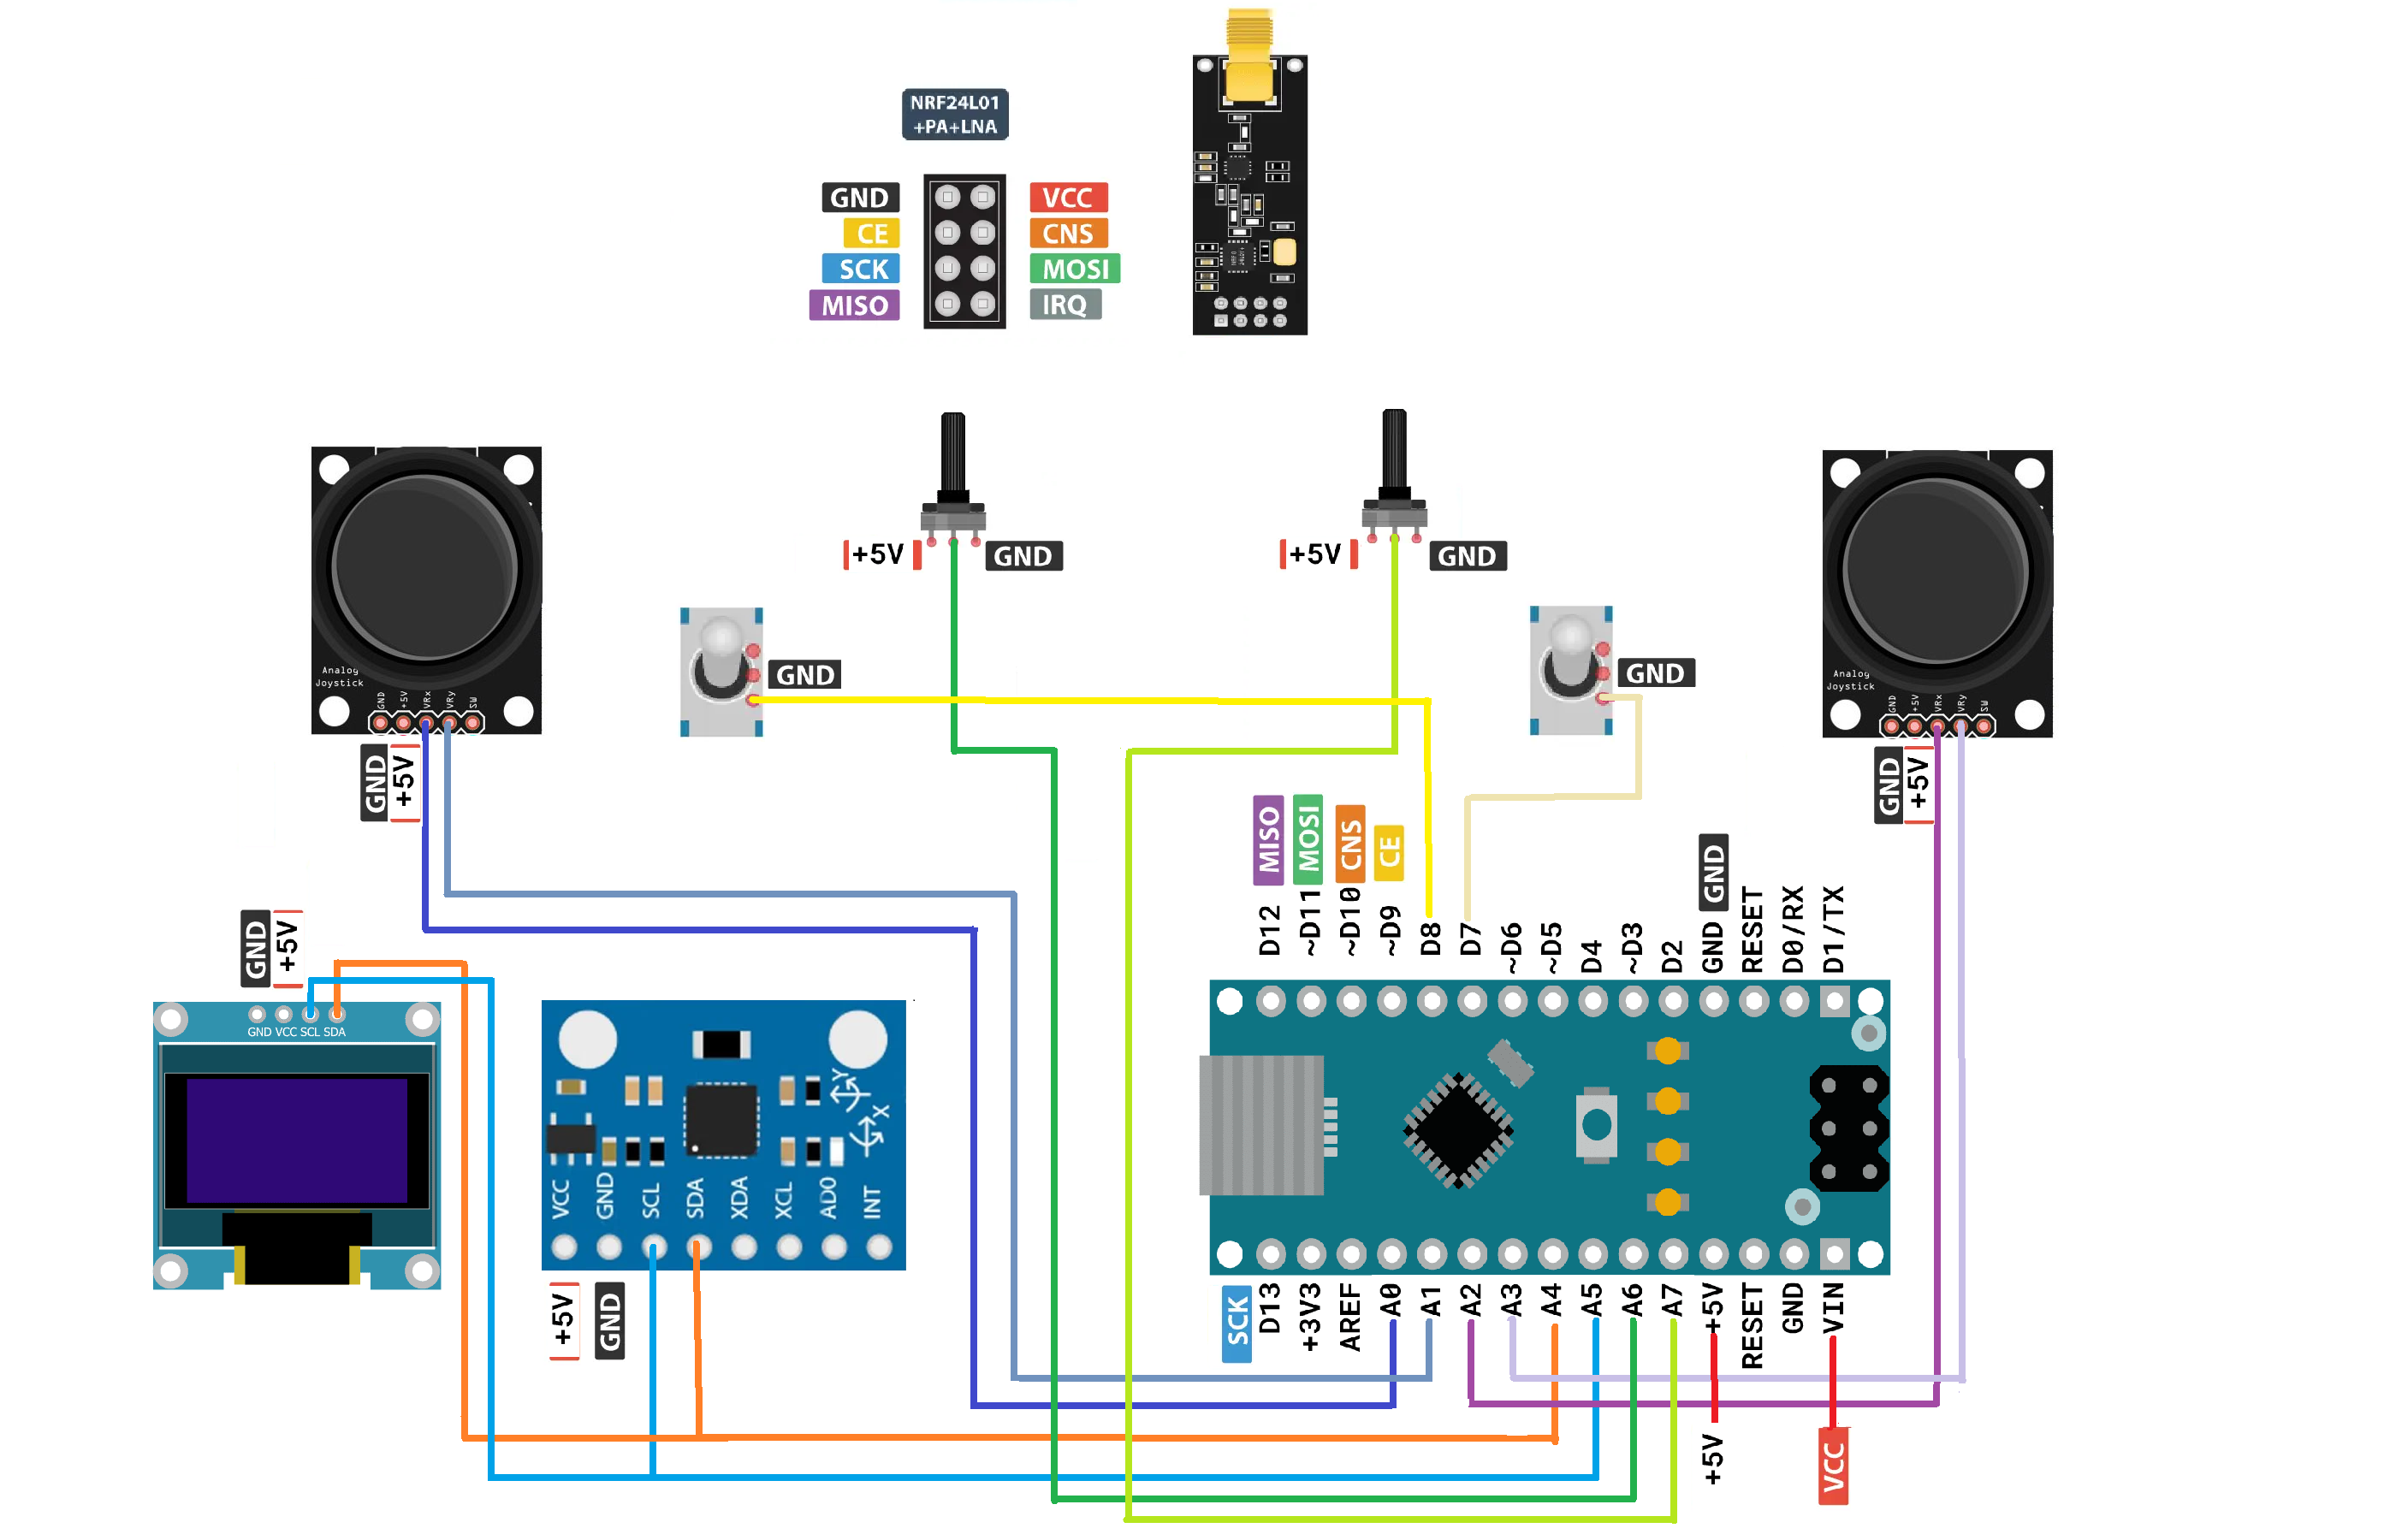 NRF24L01
+PA+LNA
GND
VCC
CE
CNS
SCK
MOSI
MISO
IRQ
+5V
GND
+5V
GND
GND
GND
Analog
Joystick
GND
+5V
VRx
VRy
SW
GND
+5V
Analog
Joystick
GND
+5V
VRx
VRy
SW
GND
+5V
MISO
MOSI
CNS
CE
GND
D12
~D11
~D10
~D9
D8
D7
~D6
~D5
D4
~D3
D2
GND
RESET
D0/RX
D1/TX
GND
+5V
GND VCC SCL SDA
Y
X
VCC
GND
SCL
SDA
XDA
XCL
AD0
INT
+5V
GND
SCK
D13
+3V3
AREF
A0
A1
A2
A3
A4
A5
A6
A7
+5V
RESET
GND
VIN
+5V
VCC